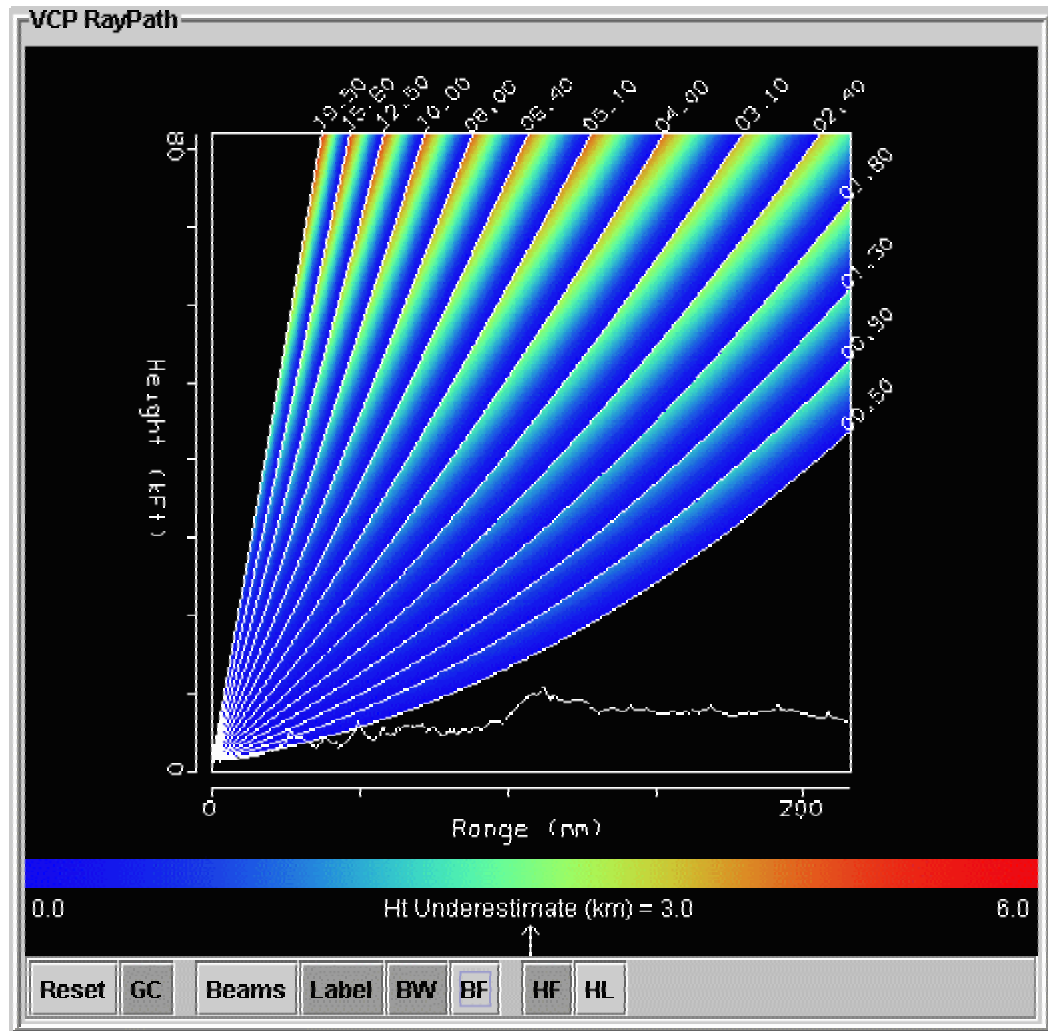 VCP RayPath
19.50 15.60 12.50 10.00 08.00 06.40 05.10 04.00 03.10 02.40
01.80
01.30
00.90
00.50
80
Height (kFt)
0
0 200
Range (nm)
0.0 Ht Underestimate (km) = 3.0 6.0
Reset GC Beams Label BW BF HF HL